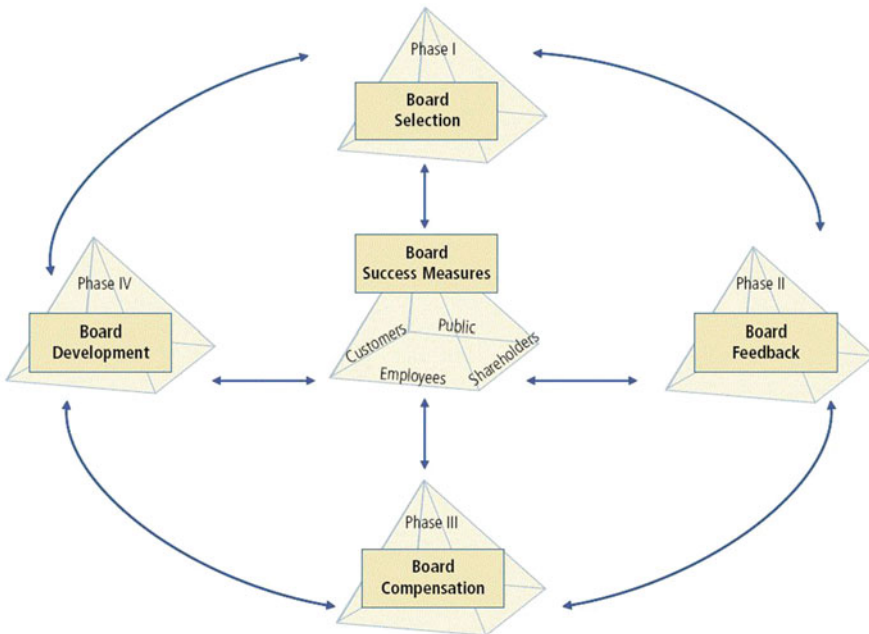 Phase I
Board
Selection
Board
Success Measures
Customers
Public
Employees
Shareholders
Phase IV
Board
Development
Phase II
Board
Feedback
Phase III
Board
Compensation